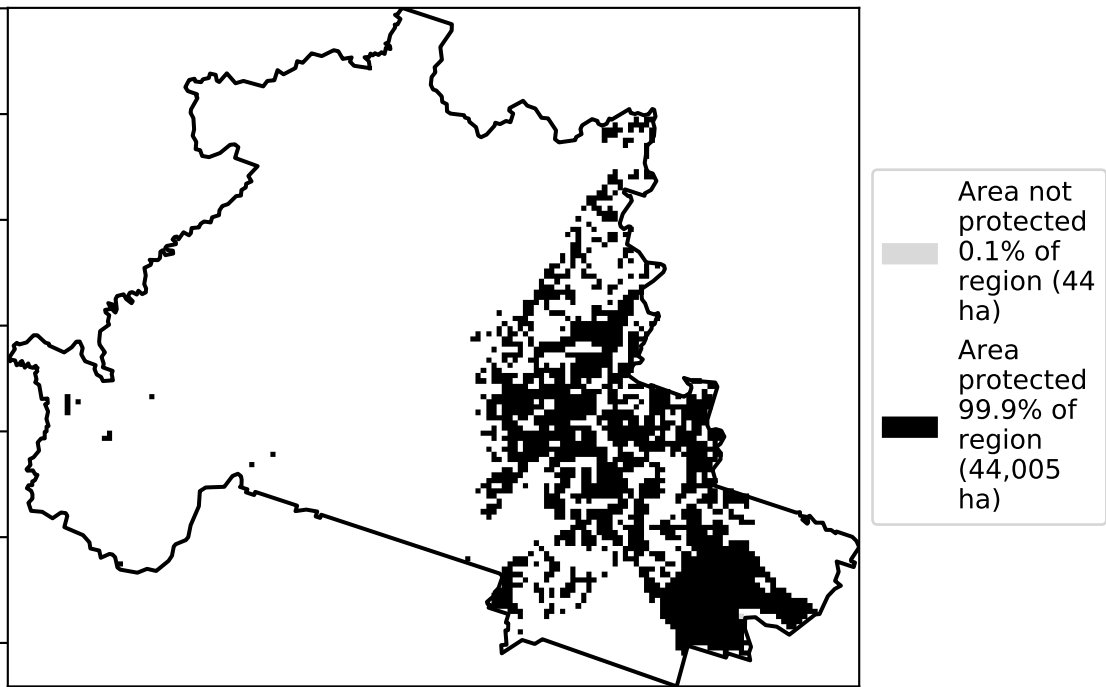 Area not
protected
0.1% of
region (44
ha)
Area
protected
99.9% of
region
(44,005
ha)